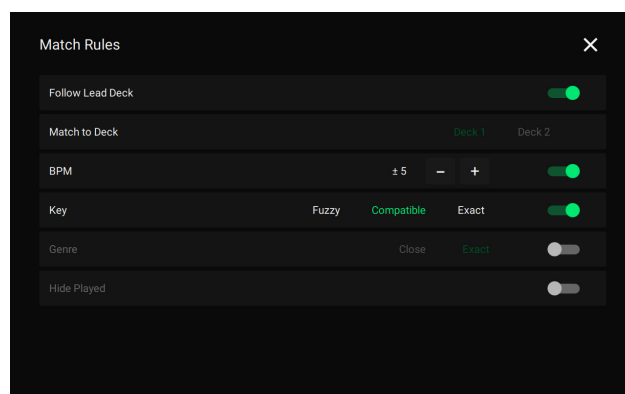 Match Rules
Follow Lead Deck
Match to Deck Deck 1 Deck 2
BPM ± 5 − +
Key Fuzzy Compatible Exact
Genre Close Exact
Hide Played